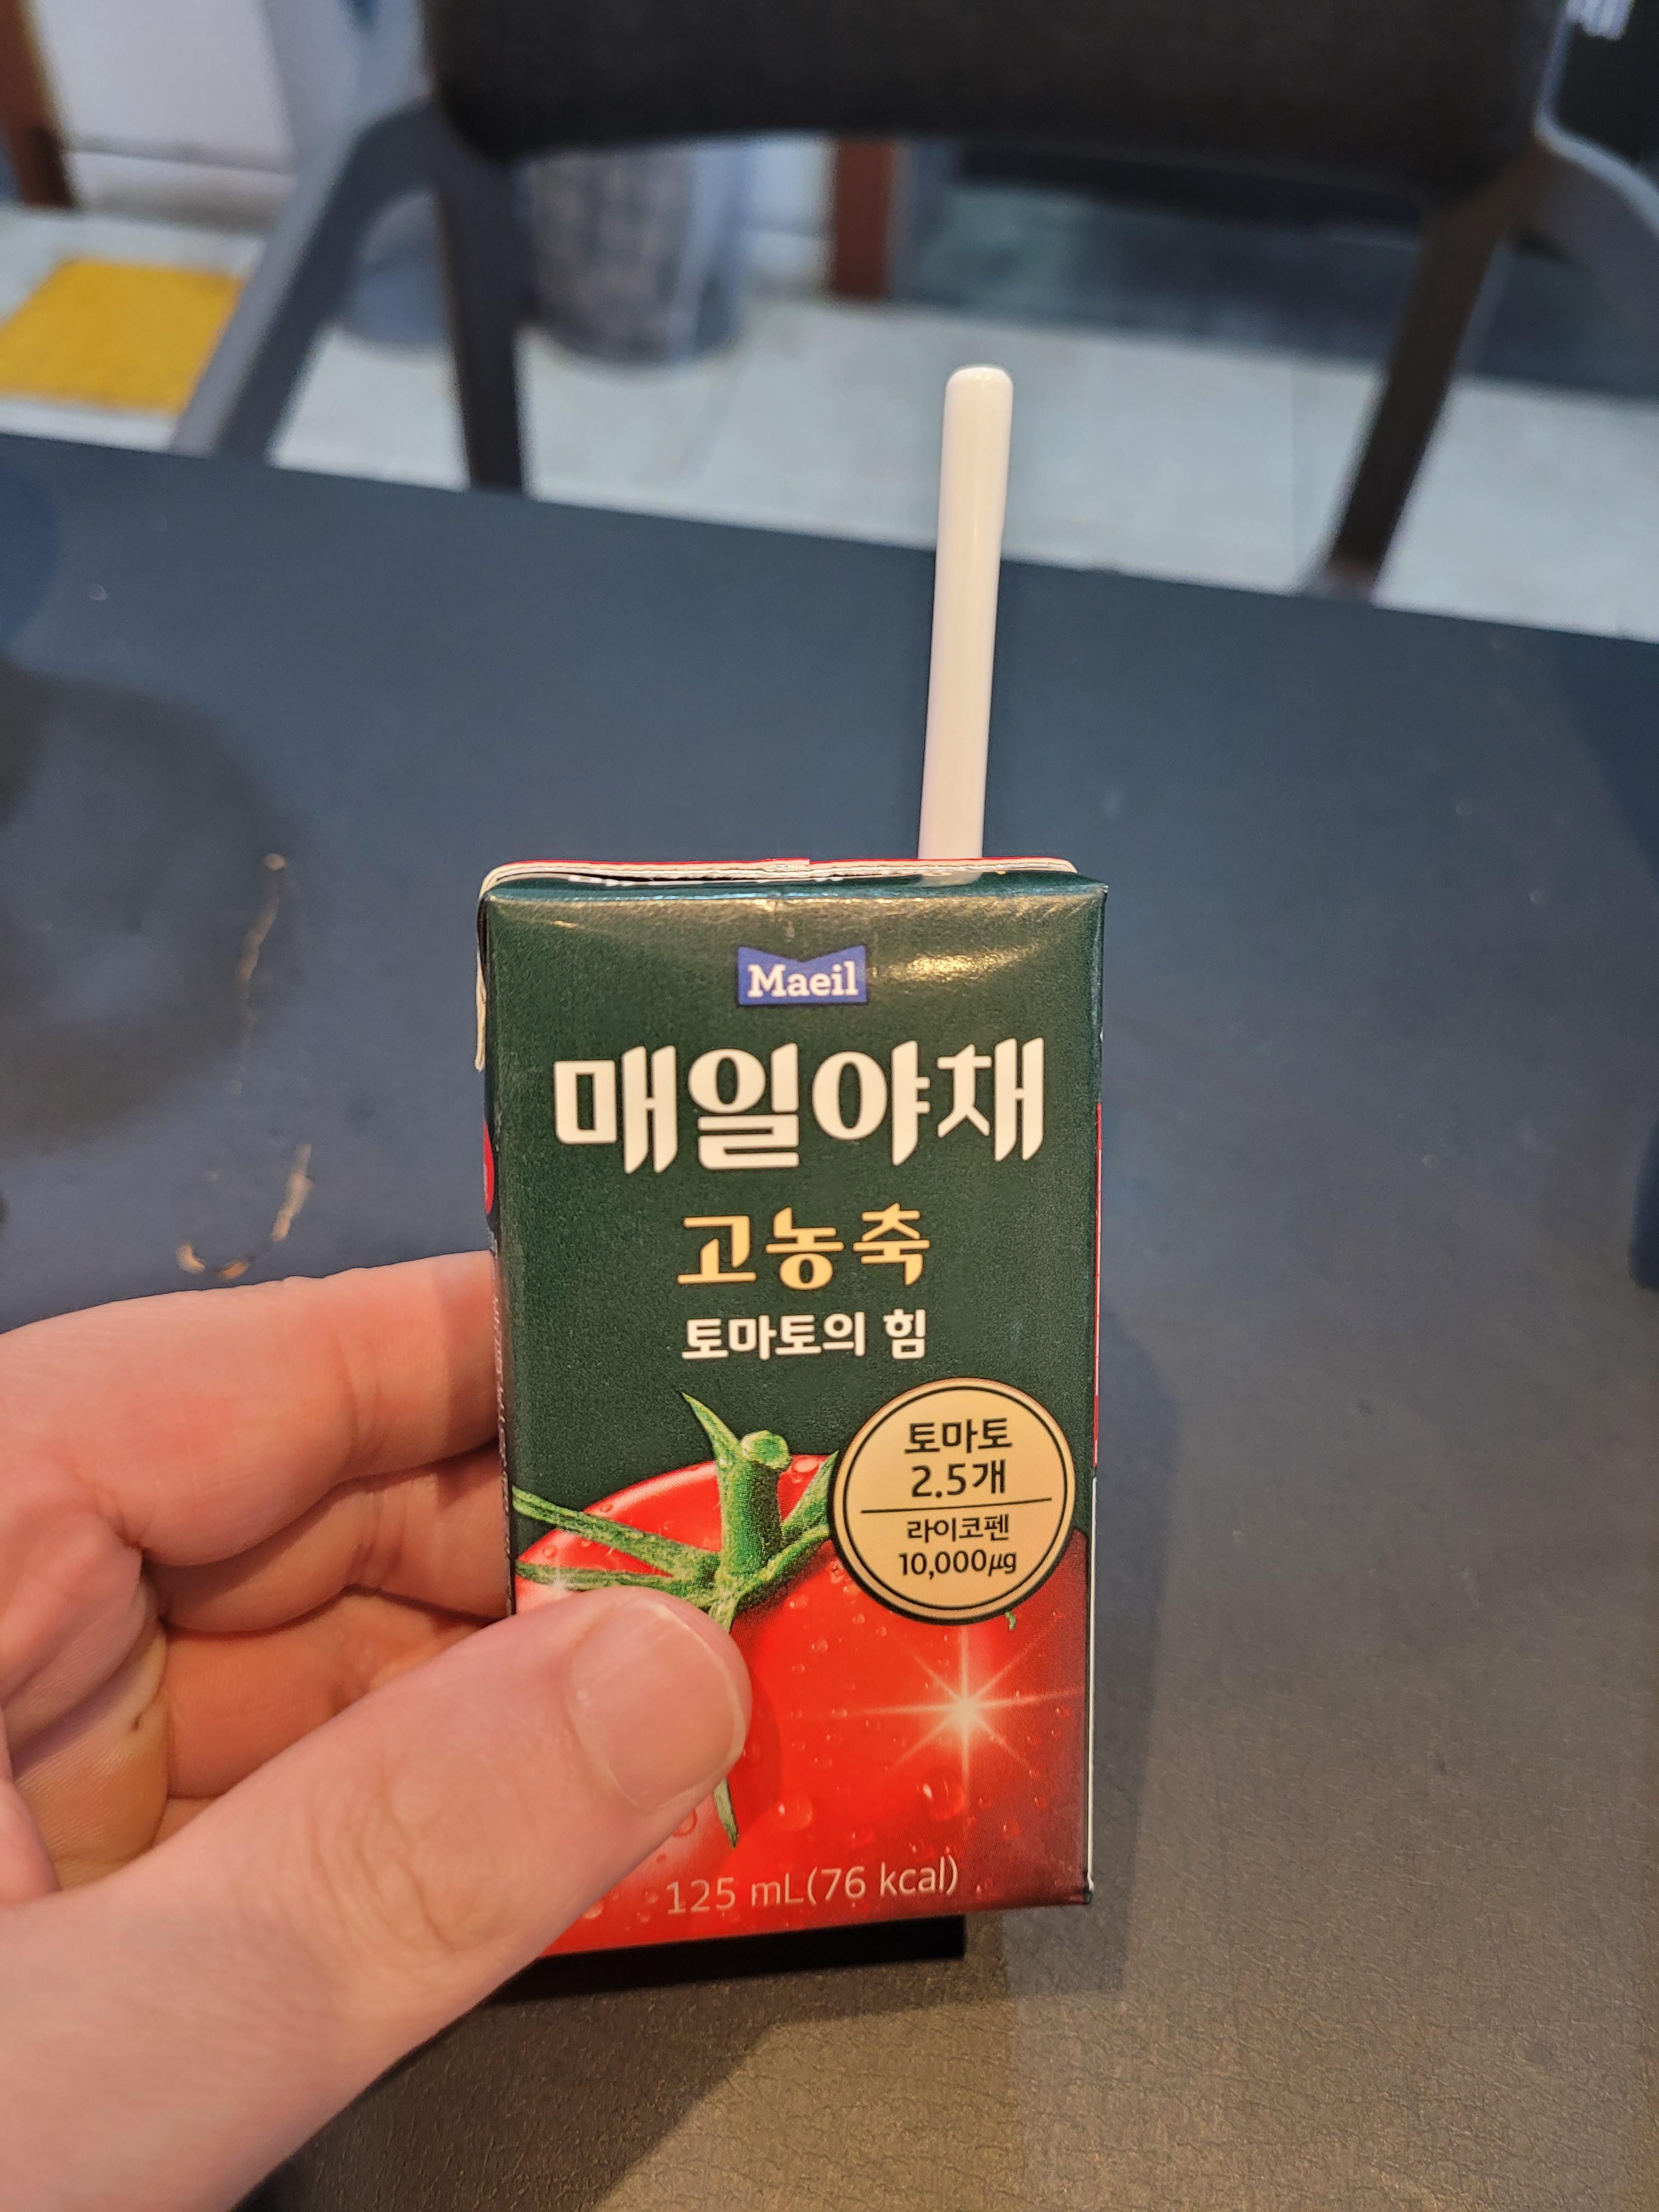 Maeil
매일야채
고농축
토마토의 힘
토마토
2.5개
라이코펜
10,000㎍
125 mL(76 kcal)